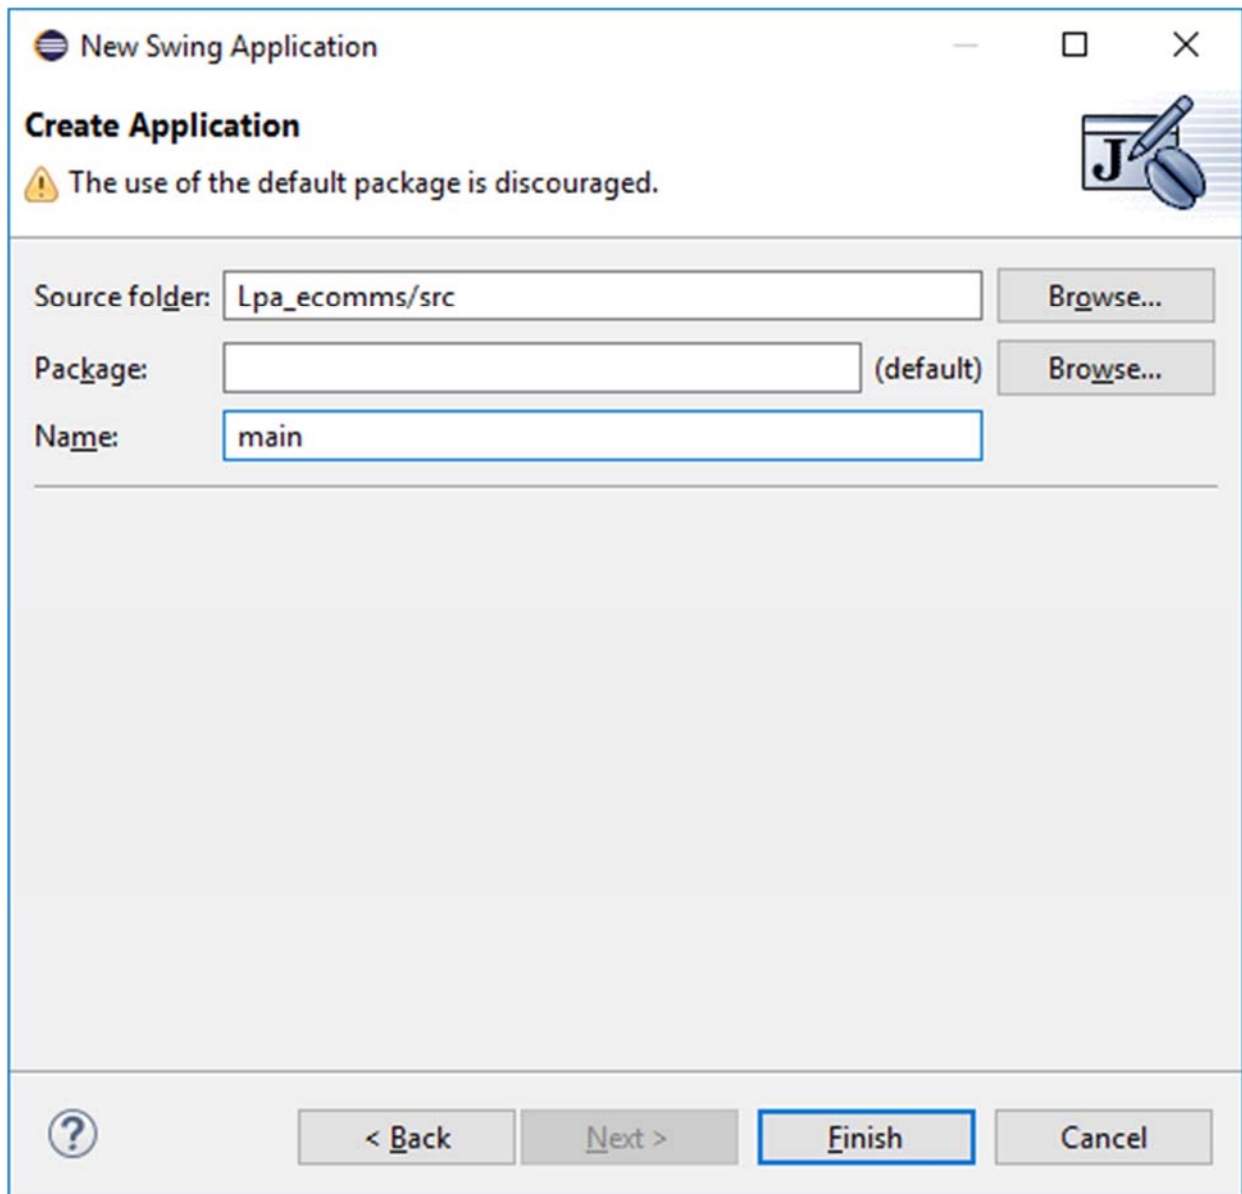 New Swing Application
Create Application
The use of the default package is discouraged.
Source folder: Lpa_ecomms/src Browse...
Package: (default) Browse...
Name: main
? < Back Next > Finish Cancel